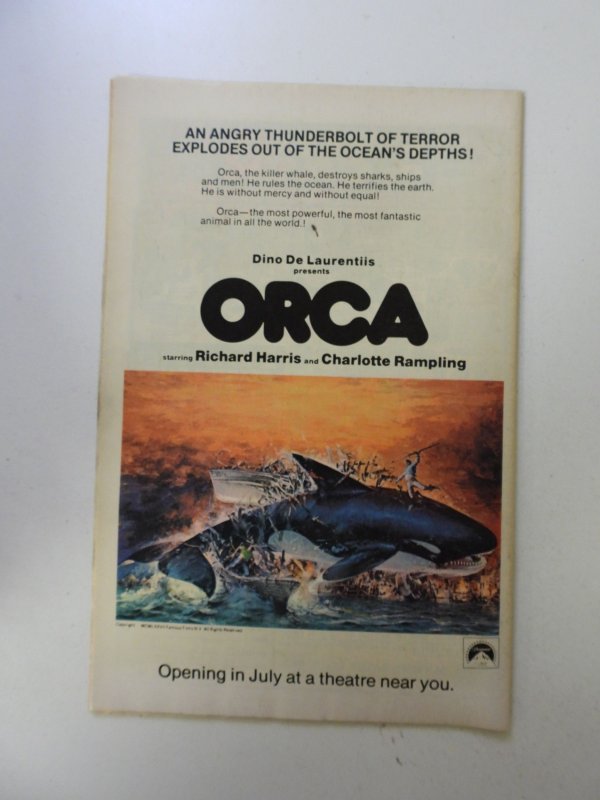 AN ANGRY THUNDERBOLT OF TERROR
EXPLODES OUT OF THE OCEAN'S DEPTHS!
Orca, the killer whale, destroys sharks, ships
and men! He rules the ocean. He terrifies the earth.
He is without mercy and without equal!
Orca—the most powerful, the most fantastic
animal in all the world.!
Dino De Laurentiis
presents
ORCA
starring Richard Harris and Charlotte Rampling
All Rights Reserved
Opening in July at a theatre near you.